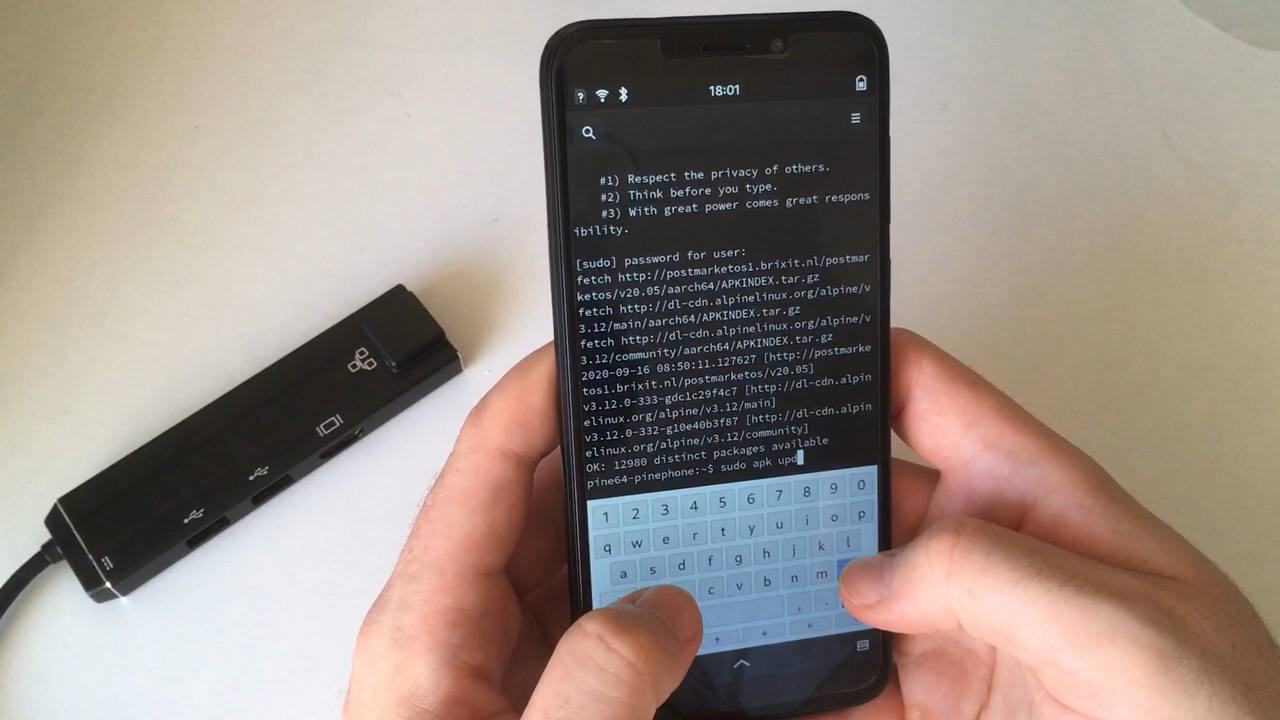 18:01
#1) Respect the privacy of others.
#2) Think before you type.
#3) With great power comes great respons
ibility.
[sudo] password for user:
fetch http://postmarketos1.brixit.nl/postmar
ketos/v20.05/aarch64/APKINDEX.tar.gz
fetch http://dl-cdn.alpinelinux.org/alpine/v
3.12/main/aarch64/APKINDEX.tar.gz
fetch http://dl-cdn.alpinelinux.org/alpine/v
3.12/community/aarch64/APKINDEX.tar.gz
2020-09-16 08:50:11.127627 [http://postmarke
tos1.brixit.nl/postmarketos/v20.05]
v3.12.0-333-gdc1c29f4c7 [http://dl-cdn.alpin
elinux.org/alpine/v3.12/main]
v3.12.0-332-g10e40b3f87 [http://dl-cdn.alpin
elinux.org/alpine/v3.12/community]
OK: 12980 distinct packages available
pine64-pinephone:~$ sudo apk upd
1 2 3 4 5 6 7 8 9 0
q w e r t y u i o p
a s d f g h j k l
c v b n m
, .